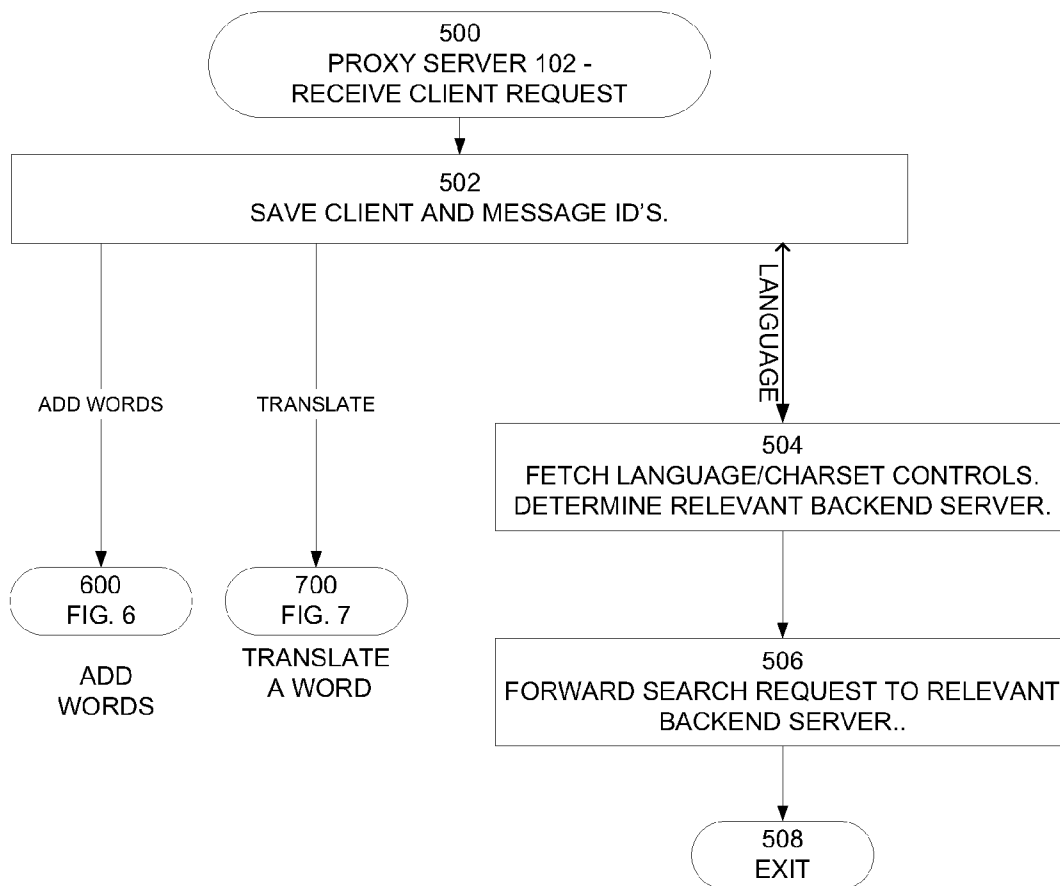 500
PROXY SERVER 102 -
RECEIVE CLIENT REQUEST
502
SAVE CLIENT AND MESSAGE ID'S.
LANGUAGE
ADD WORDS
TRANSLATE
504
FETCH LANGUAGE/CHARSET CONTROLS.
DETERMINE RELEVANT BACKEND SERVER.
600
FIG. 6
ADD
WORDS
700
FIG. 7
TRANSLATE
A WORD
506
FORWARD SEARCH REQUEST TO RELEVANT
BACKEND SERVER..
508
EXIT